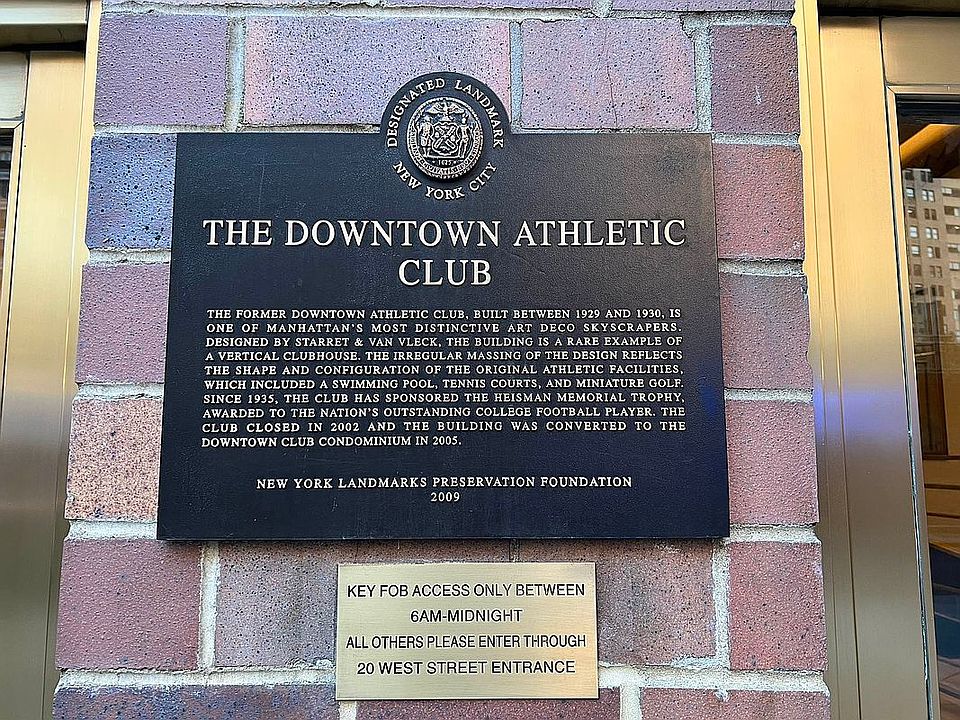 DESIGNATED LANDMARK
NEW YORK CITY
1625
THE DOWNTOWN ATHLETIC
CLUB
THE FORMER DOWNTOWN ATHLETIC CLUB, BUILT BETWEEN 1929 AND 1930, IS
ONE OF MANHATTAN'S MOST DISTINCTIVE ART DECO SKYSCRAPERS.
DESIGNED BY STARRET & VAN VLECK, THE BUILDING IS A RARE EXAMPLE OF
A VERTICAL CLUBHOUSE. THE IRREGULAR MASSING OF THE DESIGN REFLECTS
THE SHAPE AND CONFIGURATION OF THE ORIGINAL ATHLETIC FACILITIES,
WHICH INCLUDED A SWIMMING POOL, TENNIS COURTS, AND MINIATURE GOLF.
SINCE 1935, THE CLUB HAS SPONSORED THE HEISMAN MEMORIAL TROPHY,
AWARDED TO THE NATION'S OUTSTANDING COLLEGE FOOTBALL PLAYER. THE
CLUB CLOSED IN 2002 AND THE BUILDING WAS CONVERTED TO THE
DOWNTOWN CLUB CONDOMINIUM IN 2005.
NEW YORK LANDMARKS PRESERVATION FOUNDATION
2009
KEY FOB ACCESS ONLY BETWEEN
6AM-MIDNIGHT
ALL OTHERS PLEASE ENTER THROUGH
20 WEST STREET ENTRANCE